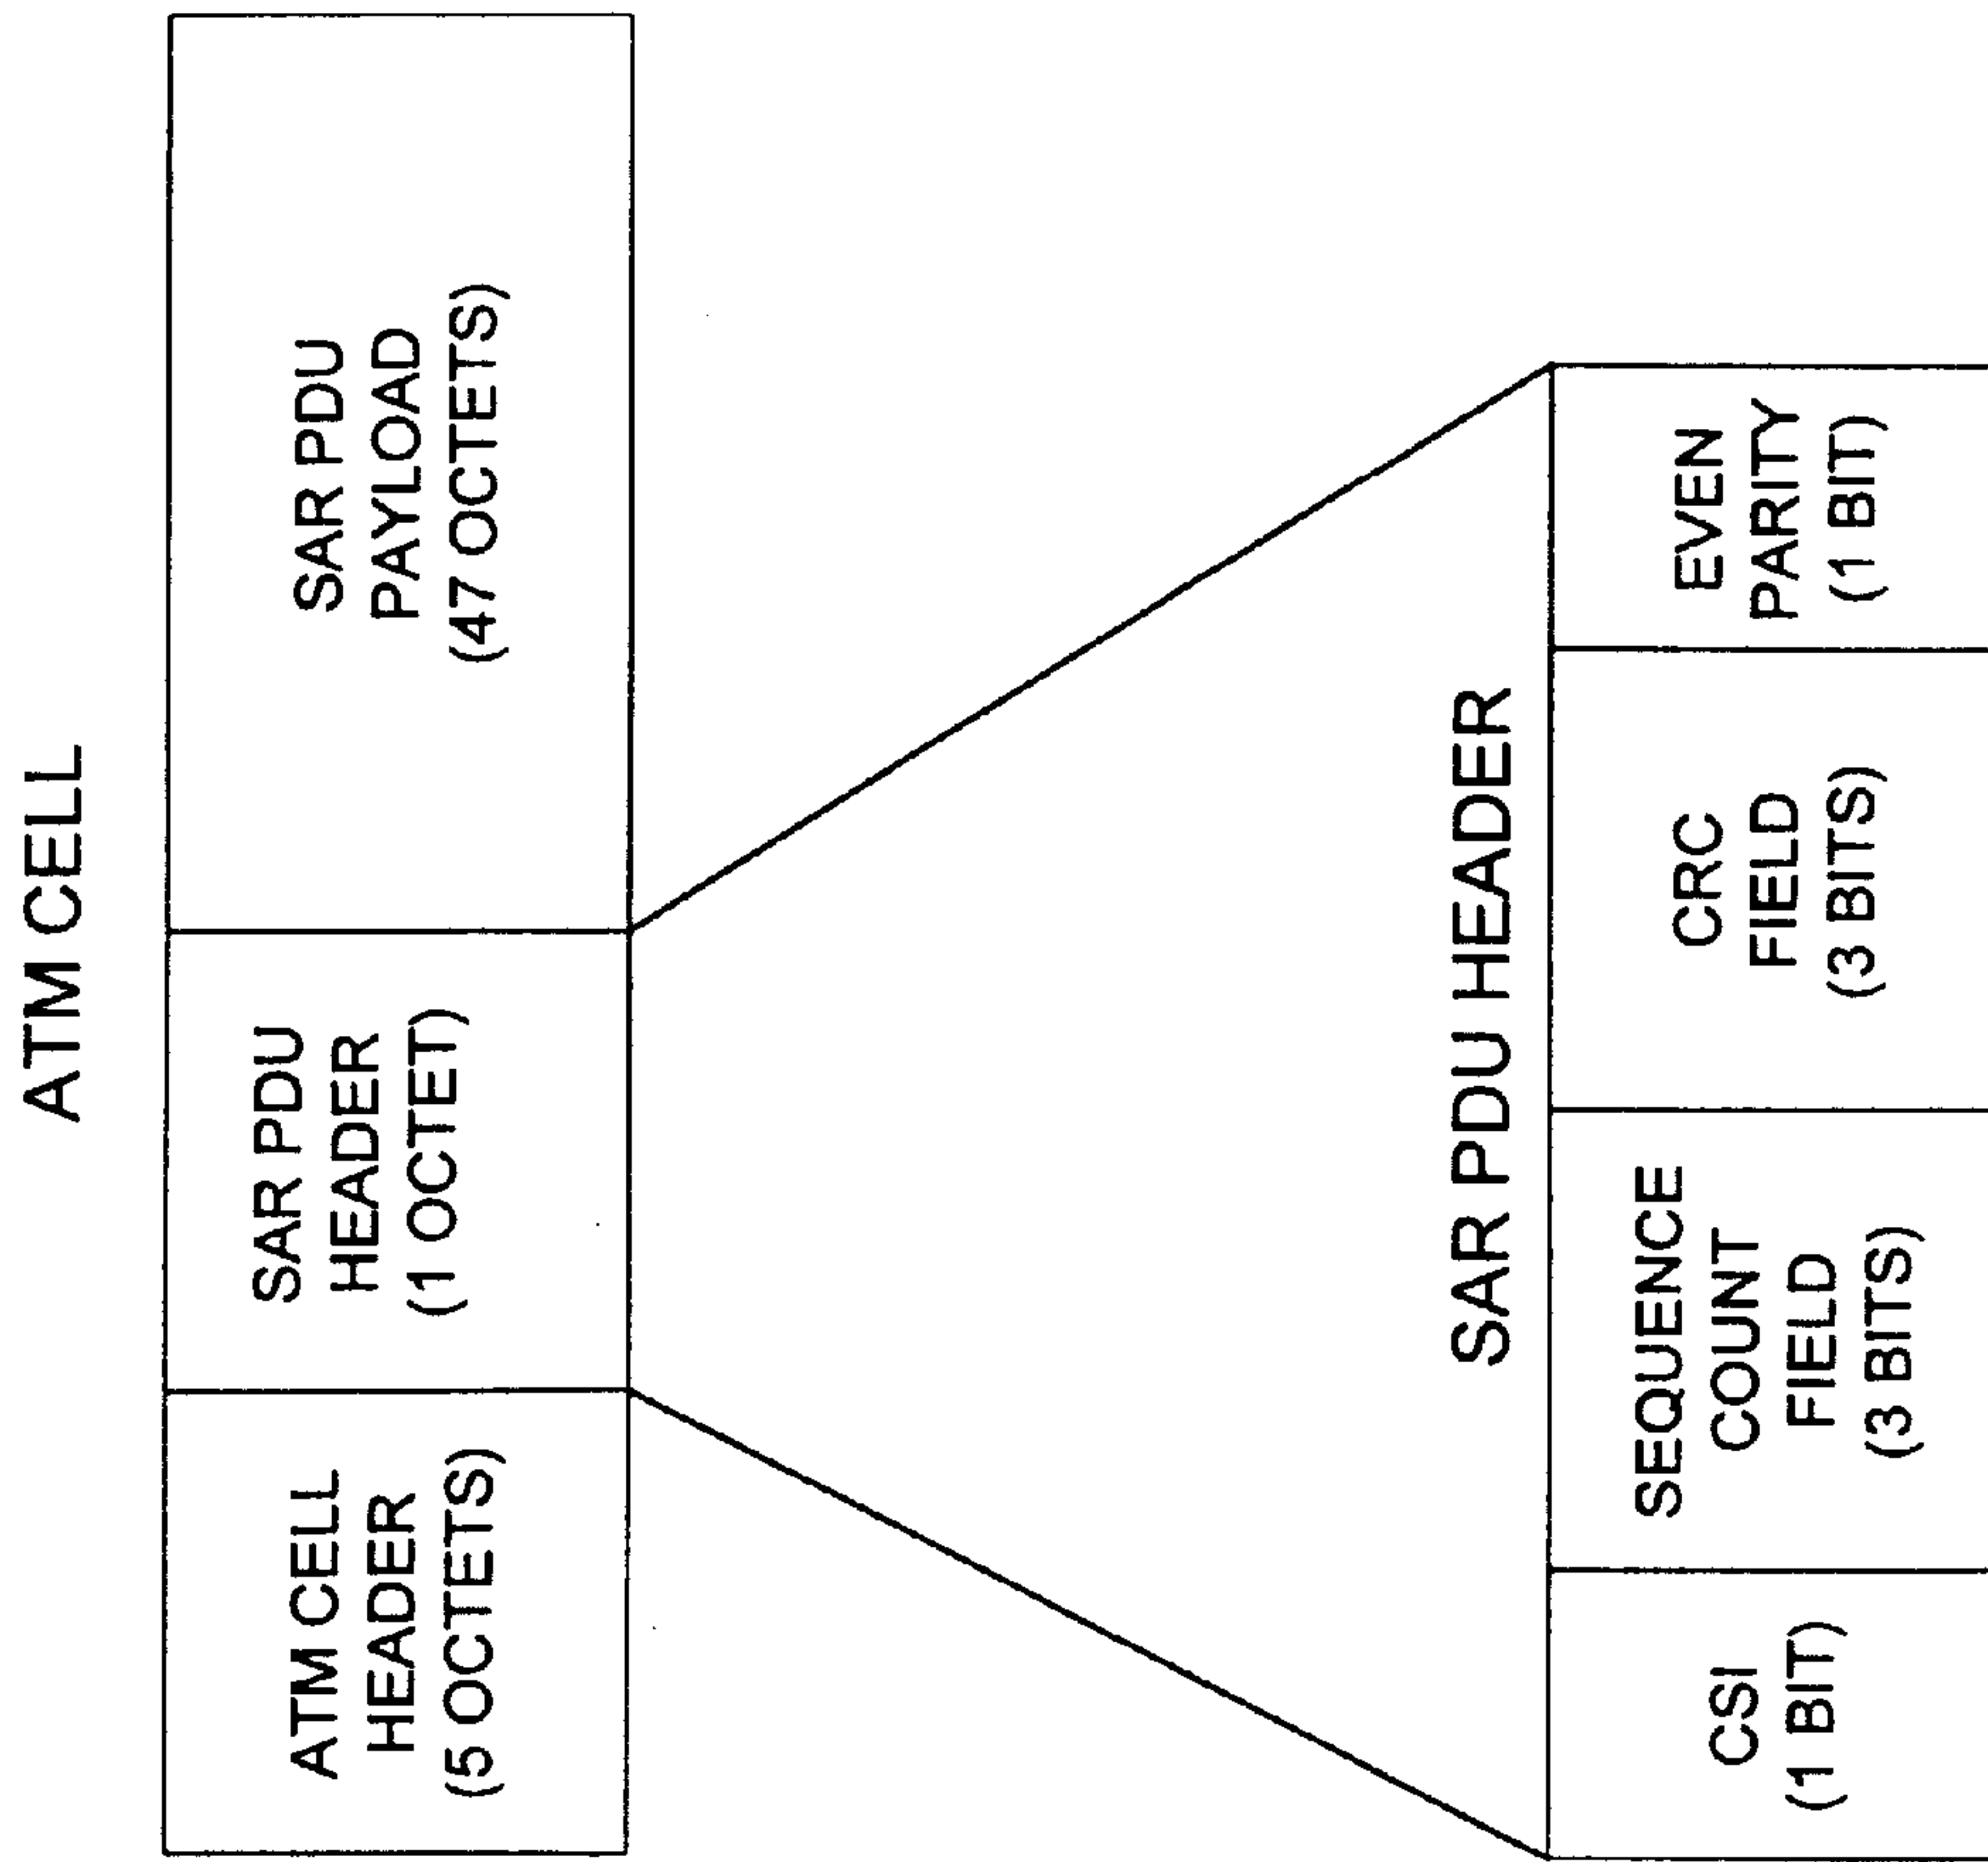 ATM CELL
ATM CELL
HEADER
(5 OCTETS)
SAR PDU
HEADER
(1 OCTET)
SAR PDU
PAYLOAD
(47 OCTETS)
SAR PDU HEADER
CSI
(1 BIT)
SEQUENCE
COUNT
FIELD
(3 BITS)
CRC
FIELD
(3 BITS)
EVEN
PARITY
(1 BIT)